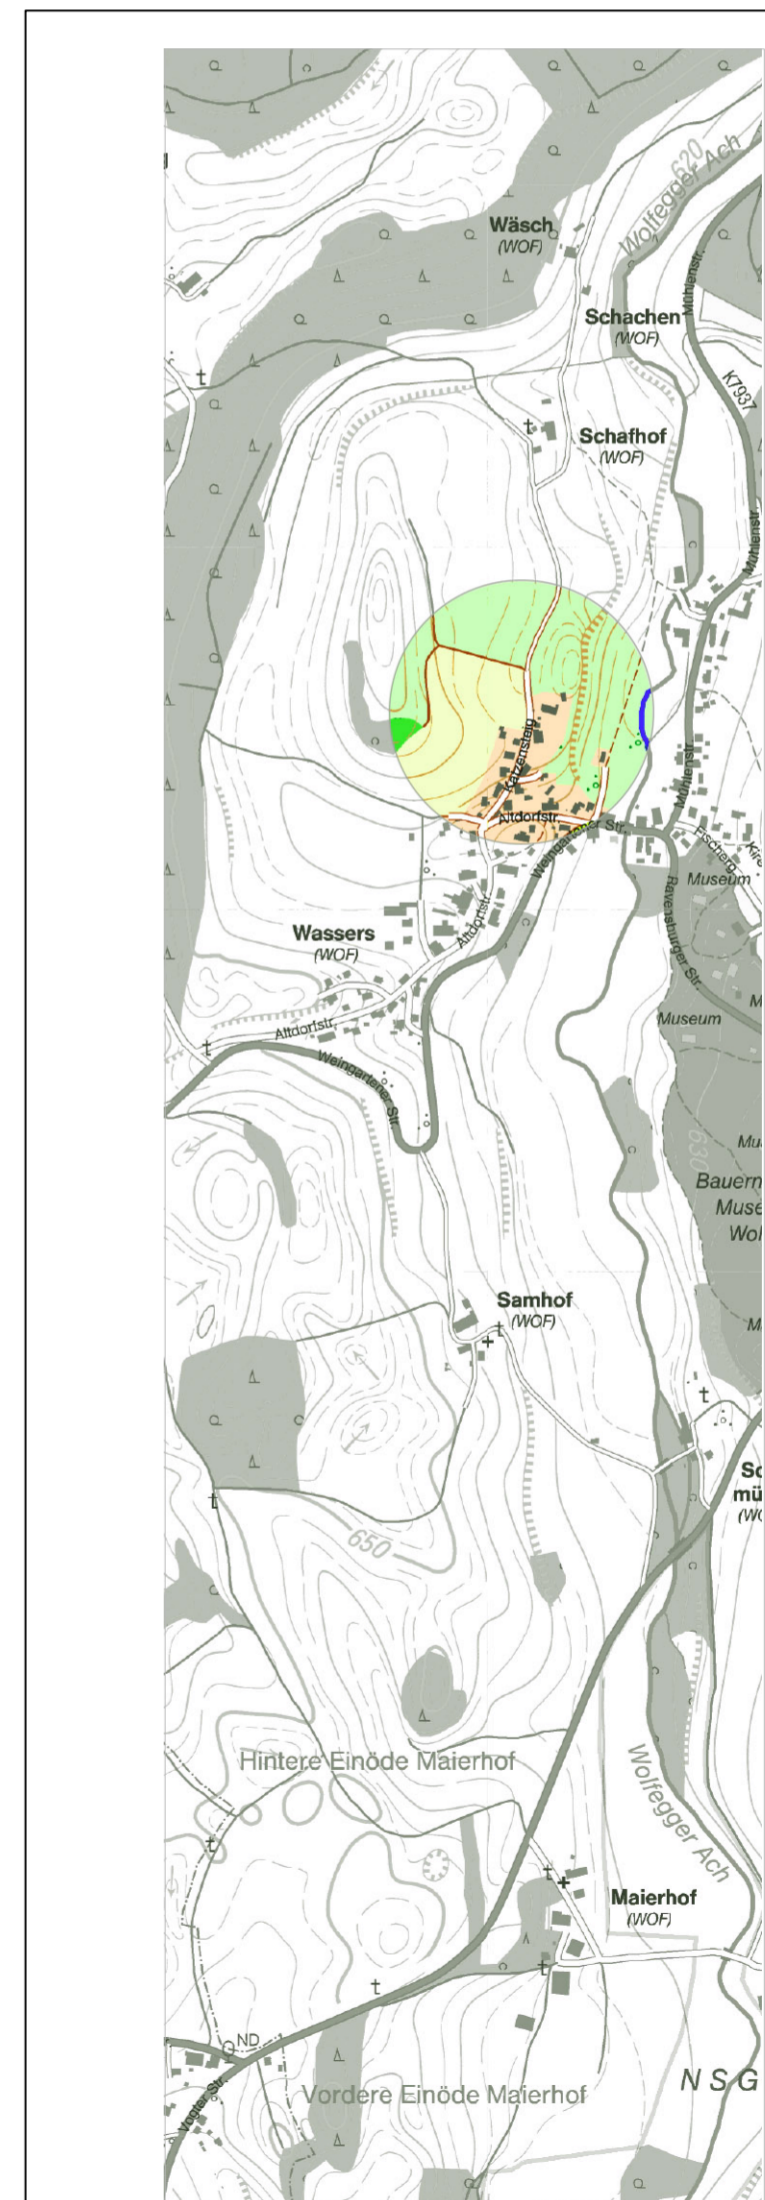 620
Wolfegger Ach
Wäsch
(WOF)
Mühlenstr.
Schachen
(WOF)
K7937
Schafhof
(WOF)
Mühlenstr.
Katzensteig
Mühlenstr.
Altdorfstr.
Weingartener Str.
Fischerg.
Museum
Ravensburger Str.
Altdorfstr.
Wassers
(WOF)
Museum
Altdorfstr.
Weingartener Str.
630
Bauern
Muse
Samhof
(WOF)
mü
650
Hintere Einöde Maierhof
Wolfegger Ach
Maierhof
(WOF)
ND
Vogter Str.
NSG
Vordere Einöde Maierhof